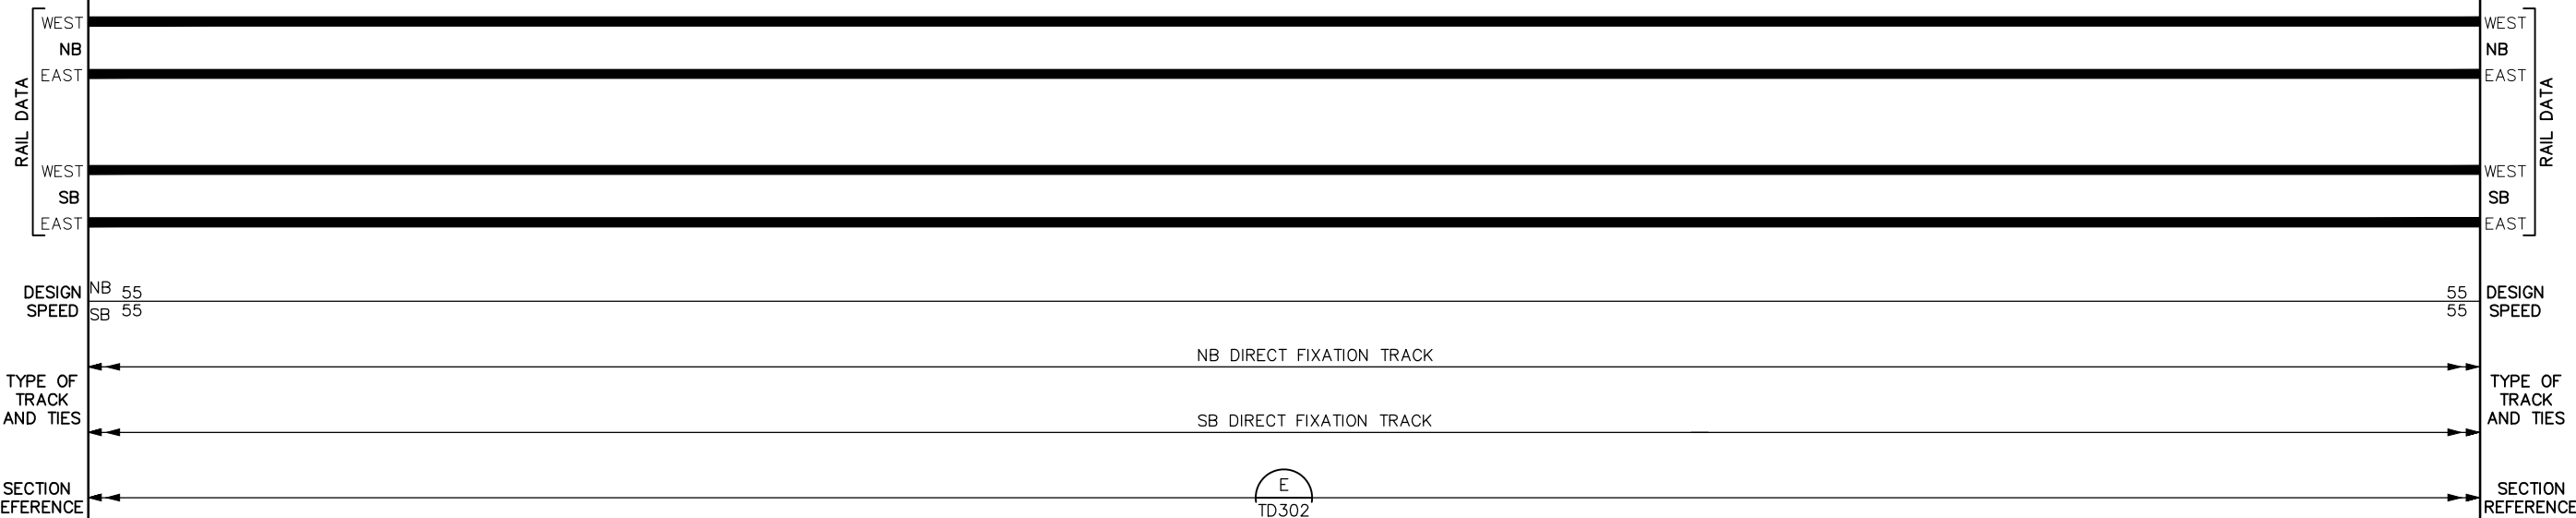 WEST
NB
EAST
RAIL DATA
WEST
SB
EAST
WEST
NB
EAST
RAIL DATA
WEST
SB
EAST
DESIGN
SPEED
NB 55
SB 55
55
55
DESIGN
SPEED
TYPE OF
TRACK
AND TIES
NB DIRECT FIXATION TRACK
SB DIRECT FIXATION TRACK
TYPE OF
TRACK
AND TIES
SECTION
EFERENCE
E
TD302
SECTION
REFERENCE